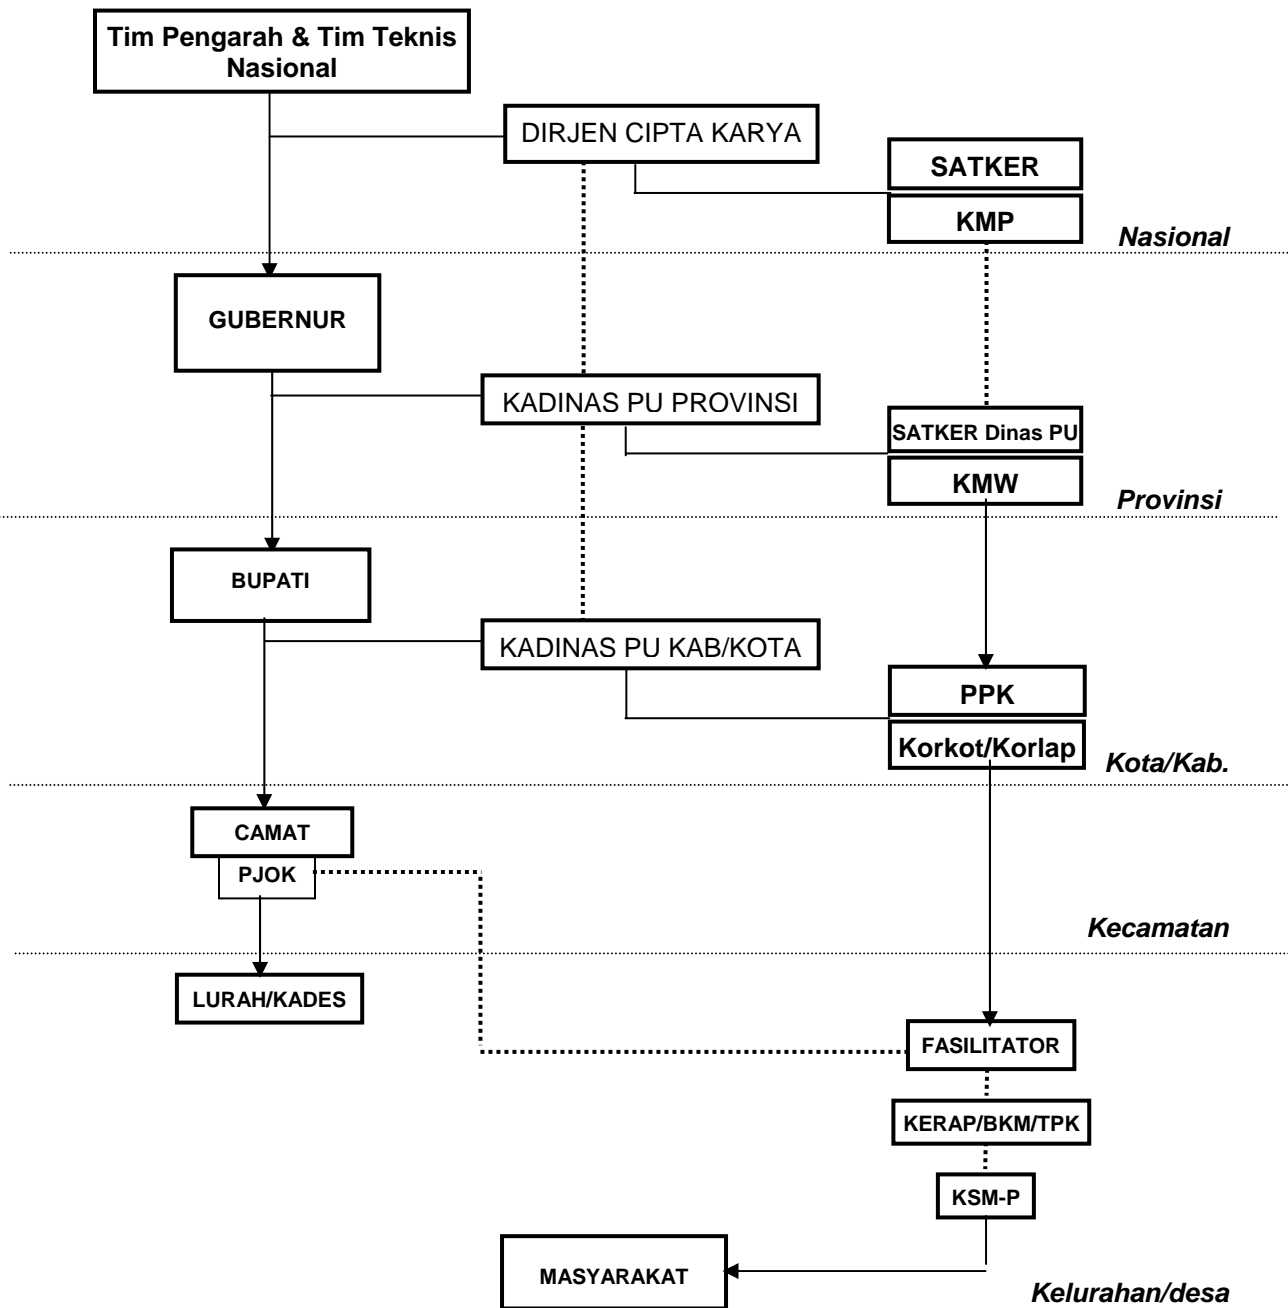 Tim Pengarah & Tim Teknis
Nasional
DIRJEN CIPTA KARYA
SATKER
KMP
Nasional
GUBERNUR
KADINAS PU PROVINSI
SATKER Dinas PU
KMW
Provinsi
BUPATI
KADINAS PU KAB/KOTA
PPK
Korkot/Korlap
Kota/Kab.
CAMAT
PJOK
Kecamatan
LURAH/KADES
FASILITATOR
KERAP/BKM/TPK
KSM-P
MASYARAKAT
Kelurahan/desa